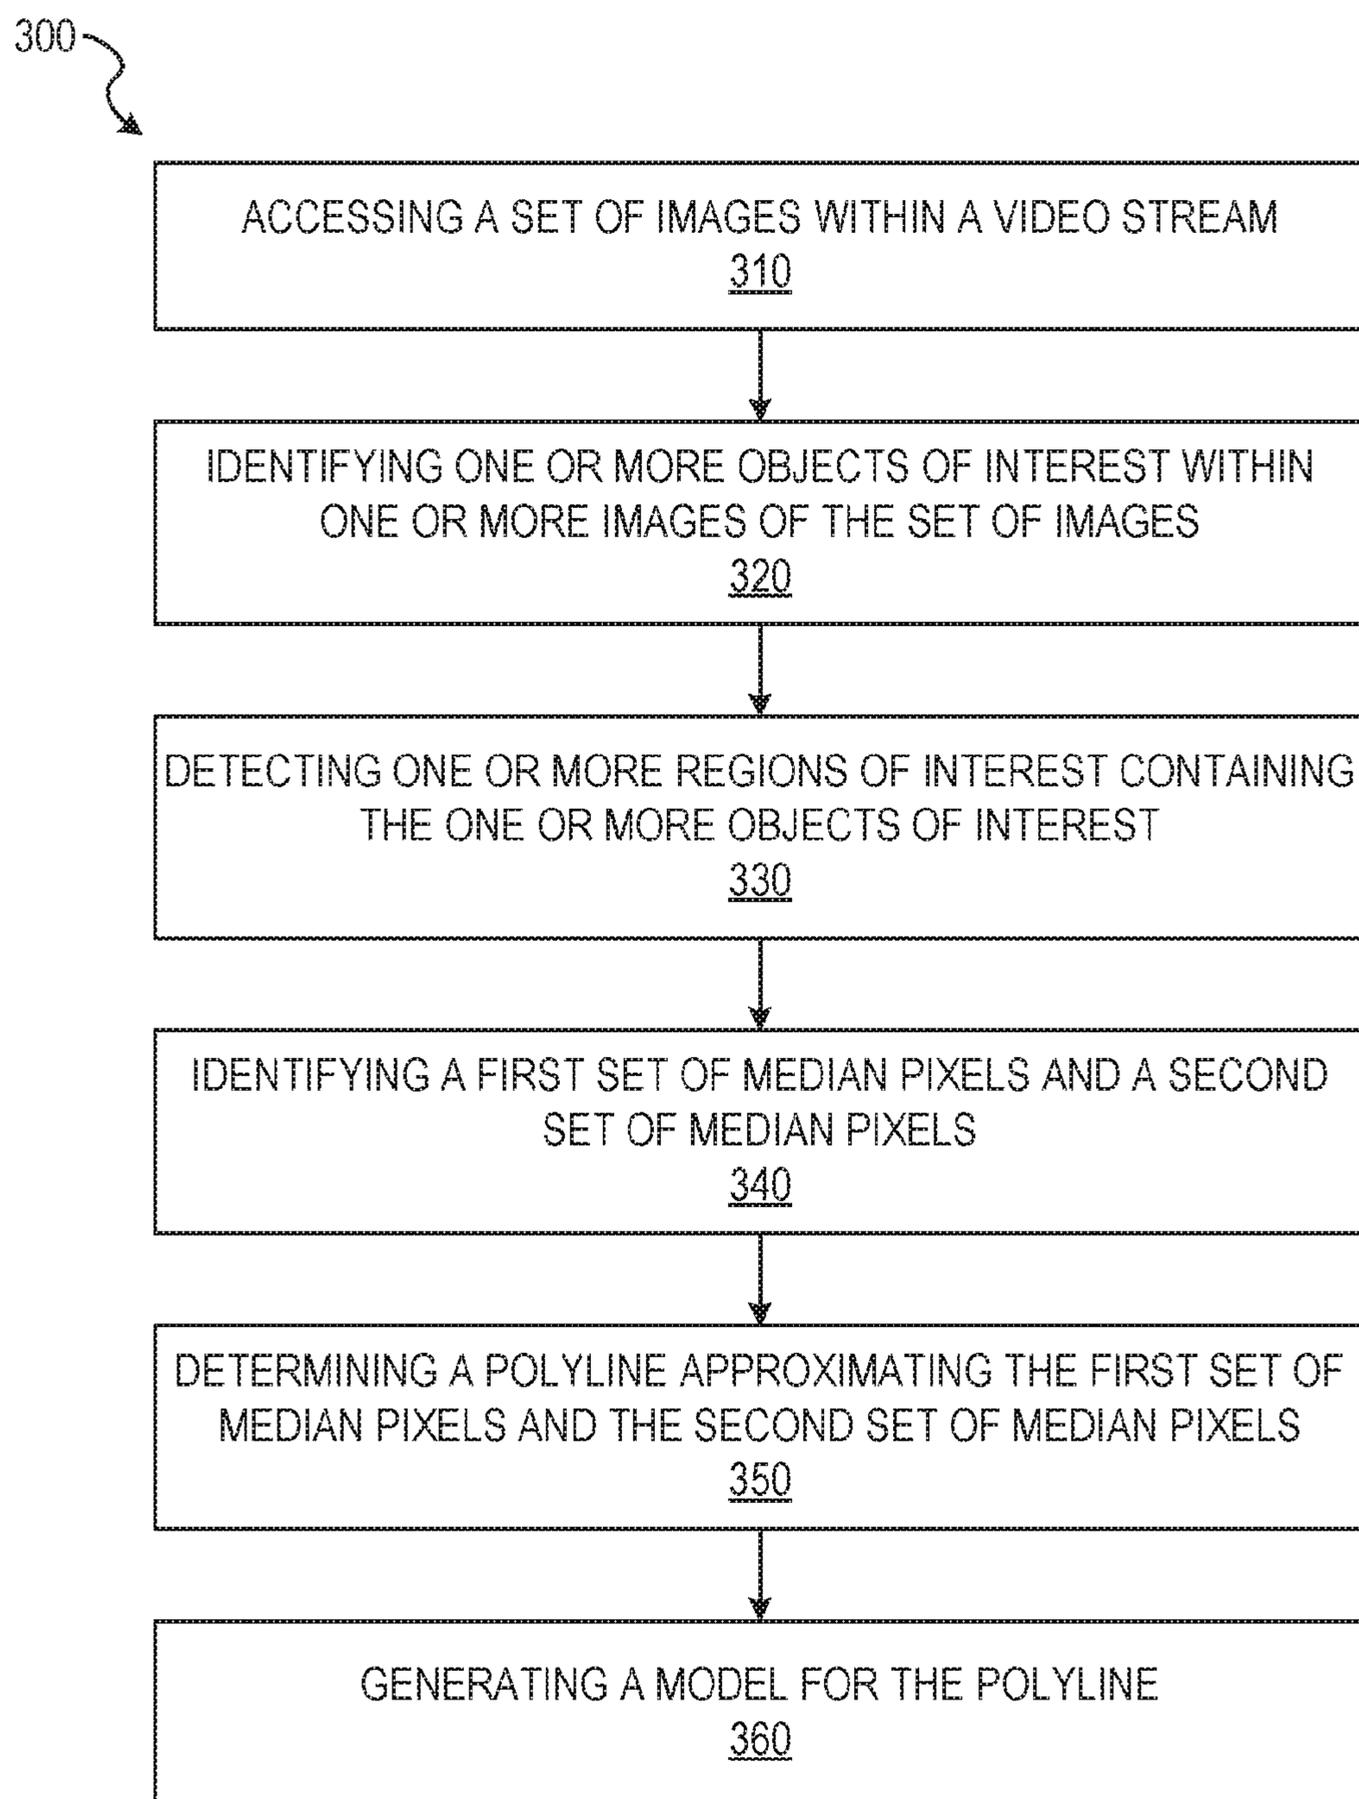 300
ACCESSING A SET OF IMAGES WITHIN A VIDEO STREAM
310
IDENTIFYING ONE OR MORE OBJECTS OF INTEREST WITHIN
ONE OR MORE IMAGES OF THE SET OF IMAGES
320
DETECTING ONE OR MORE REGIONS OF INTEREST CONTAINING
THE ONE OR MORE OBJECTS OF INTEREST
330
IDENTIFYING A FIRST SET OF MEDIAN PIXELS AND A SECOND
SET OF MEDIAN PIXELS
340
DETERMINING A POLYLINE APPROXIMATING THE FIRST SET OF
MEDIAN PIXELS AND THE SECOND SET OF MEDIAN PIXELS
350
GENERATING A MODEL FOR THE POLYLINE
360